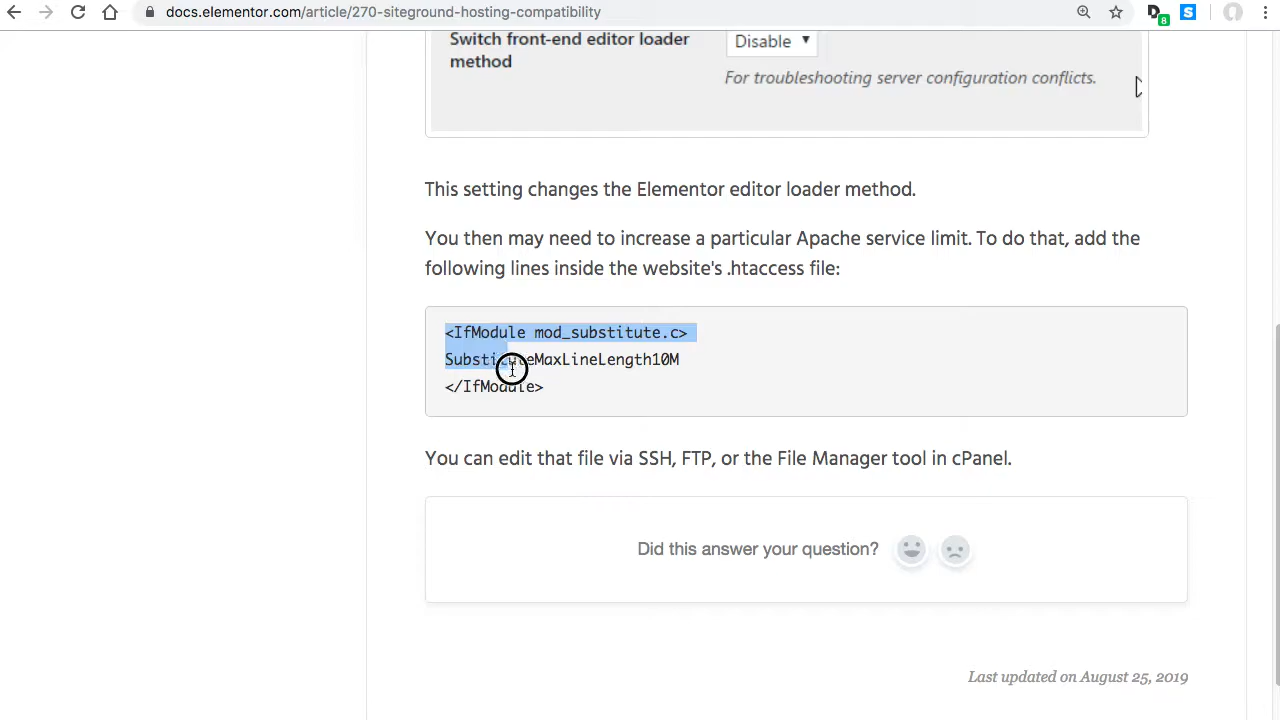 docs.elementor.com/article/270-siteground-hosting-compatibility
D
8
S
Switch front-end editor loader
method
Disable
For troubleshooting server configuration conflicts.
This setting changes the Elementor editor loader method.
You then may need to increase a particular Apache service limit. To do that, add the
following lines inside the website's .htaccess file:
<IfModule mod_substitute.c>
SubstituteMaxLineLength10M
</IfModule>
You can edit that file via SSH, FTP, or the File Manager tool in cPanel.
Did this answer your question?
Last updated on August 25, 2019